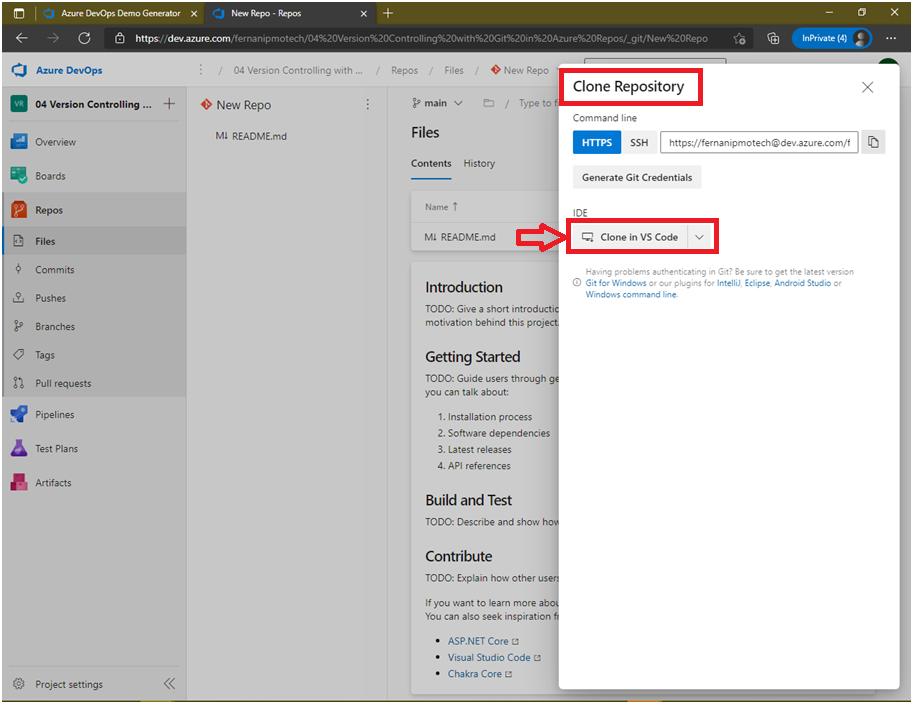 Azure DevOps Demo Generator
New Repo - Repos
https://dev.azure.com/fernanipmotech/04%20Version%20Controlling%20with%20Git%20in%20Azure%20Repos/_git/New%20Repo
InPrivate (4)
Azure DevOps
/ 04 Version Controlling with ... / Repos / Files / New Repo
VR 04 Version Controlling ...
Overview
Boards
Repos
Files
Commits
Pushes
Branches
Tags
Pull requests
Pipelines
Test Plans
Artifacts
Project settings
New Repo
M↓ README.md
main
/ Type to f
Files
Contents History
Name ↑
M↓ README.md
Introduction
TODO: Give a short introductio
motivation behind this project.
Getting Started
TODO: Guide users through ge
you can talk about:
1. Installation process
2. Software dependencies
3. Latest releases
4. API references
Build and Test
TODO: Describe and show how
Contribute
TODO: Explain how other users
If you want to learn more abou
You can also seek inspiration f
• ASP.NET Core
• Visual Studio Code
• Chakra Core
Clone Repository
Command line
HTTPS SSH https://fernanipmotech@dev.azure.com/f
Generate Git Credentials
IDE
Clone in VS Code
Having problems authenticating in Git? Be sure to get the latest version
Git for Windows or our plugins for IntelliJ, Eclipse, Android Studio or
Windows command line.